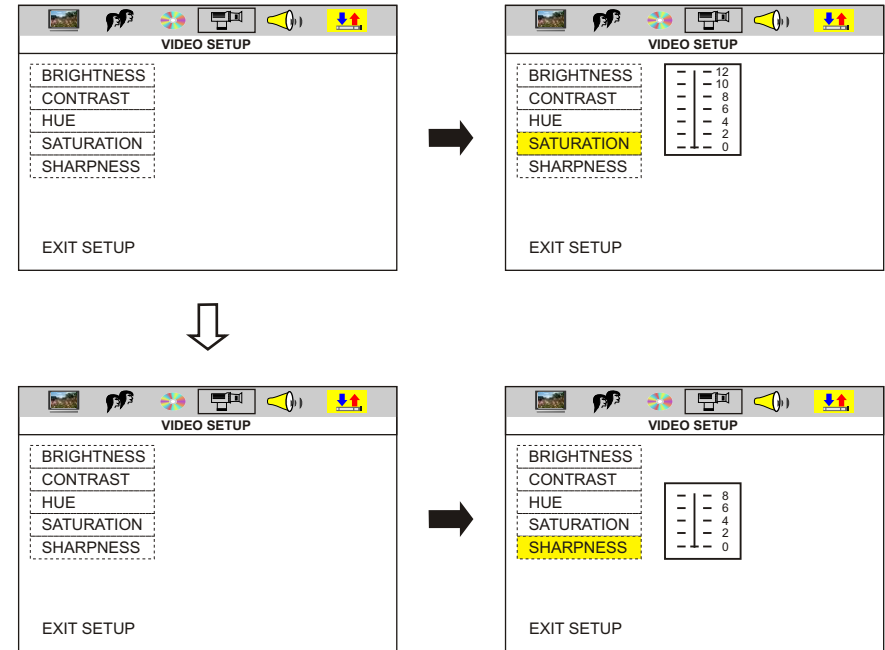 VIDEO SETUP
BRIGHTNESS
CONTRAST
HUE
SATURATION
SHARPNESS
EXIT SETUP
VIDEO SETUP
BRIGHTNESS
CONTRAST
HUE
SATURATION
SHARPNESS
12
10
8
6
4
2
0
EXIT SETUP
VIDEO SETUP
BRIGHTNESS
CONTRAST
HUE
SATURATION
SHARPNESS
EXIT SETUP
VIDEO SETUP
BRIGHTNESS
CONTRAST
HUE
SATURATION
SHARPNESS
8
6
4
2
0
EXIT SETUP